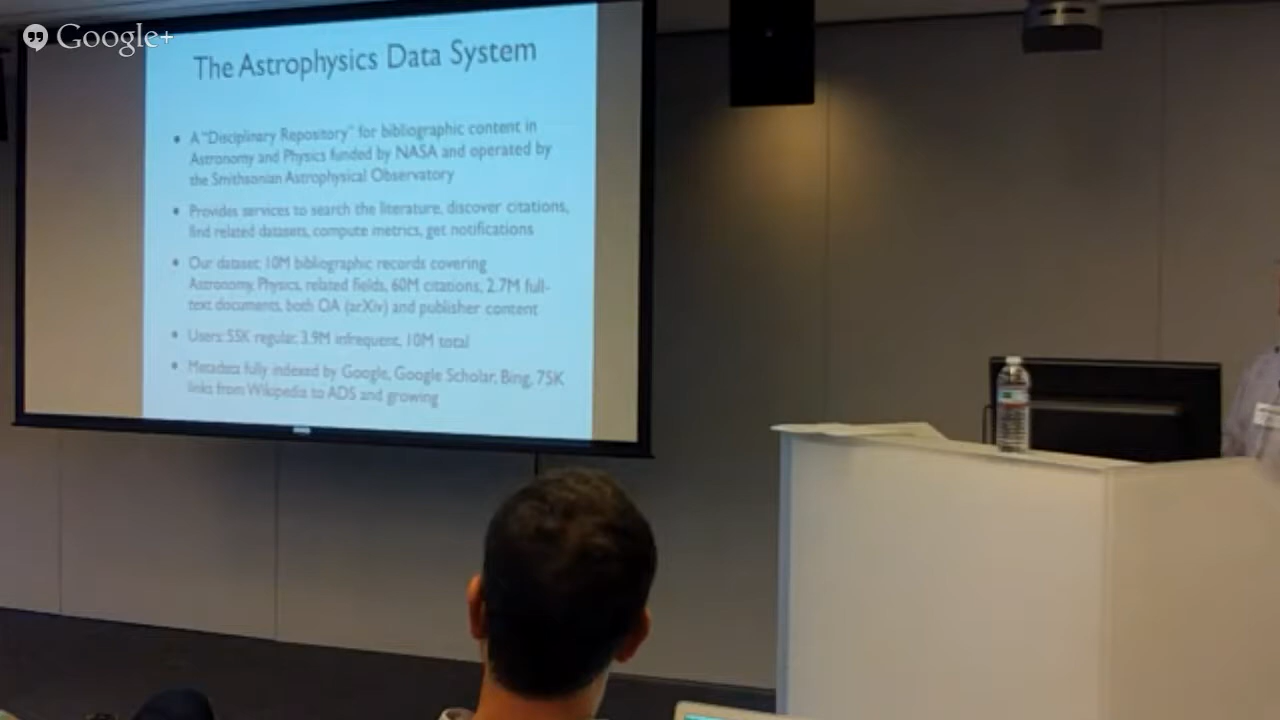 Google+
The Astrophysics Data System
• A "Disciplinary Repository" for bibliographic content in
Astronomy and Physics funded by NASA and operated by
the Smithsonian Astrophysical Observatory
• Provides services to search the literature, discover citations,
find related datasets, compute metrics, get notifications
• Our dataset: 10M bibliographic records covering
Astronomy, Physics, related fields, 60M citations, 2.7M full-
text documents, both OA (arXiv) and publisher content
• Users: 55K regular, 3.9M infrequent, 10M total
• Metadata fully indexed by Google, Google Scholar, Bing, 75K
links from Wikipedia to ADS and growing